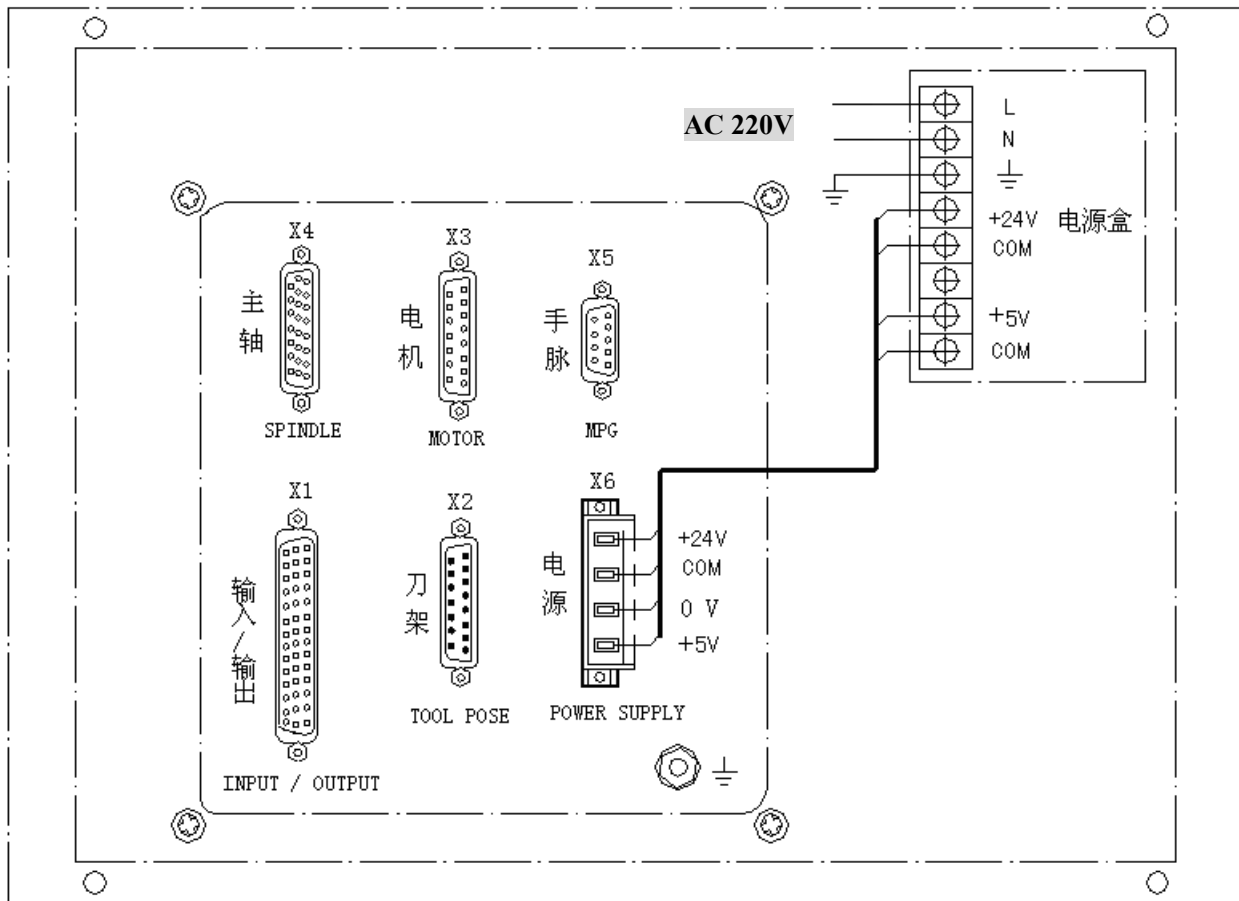 AC 220V
L
N
+24V
电源盒
COM
+5V
COM
X4
主轴
SPINDLE
X3
电机
MOTOR
X5
手脉
MPG
X1
输入/输出
INPUT / OUTPUT
X2
刀架
TOOL POSE
X6
电源
+24V
COM
0 V
+5V
POWER SUPPLY